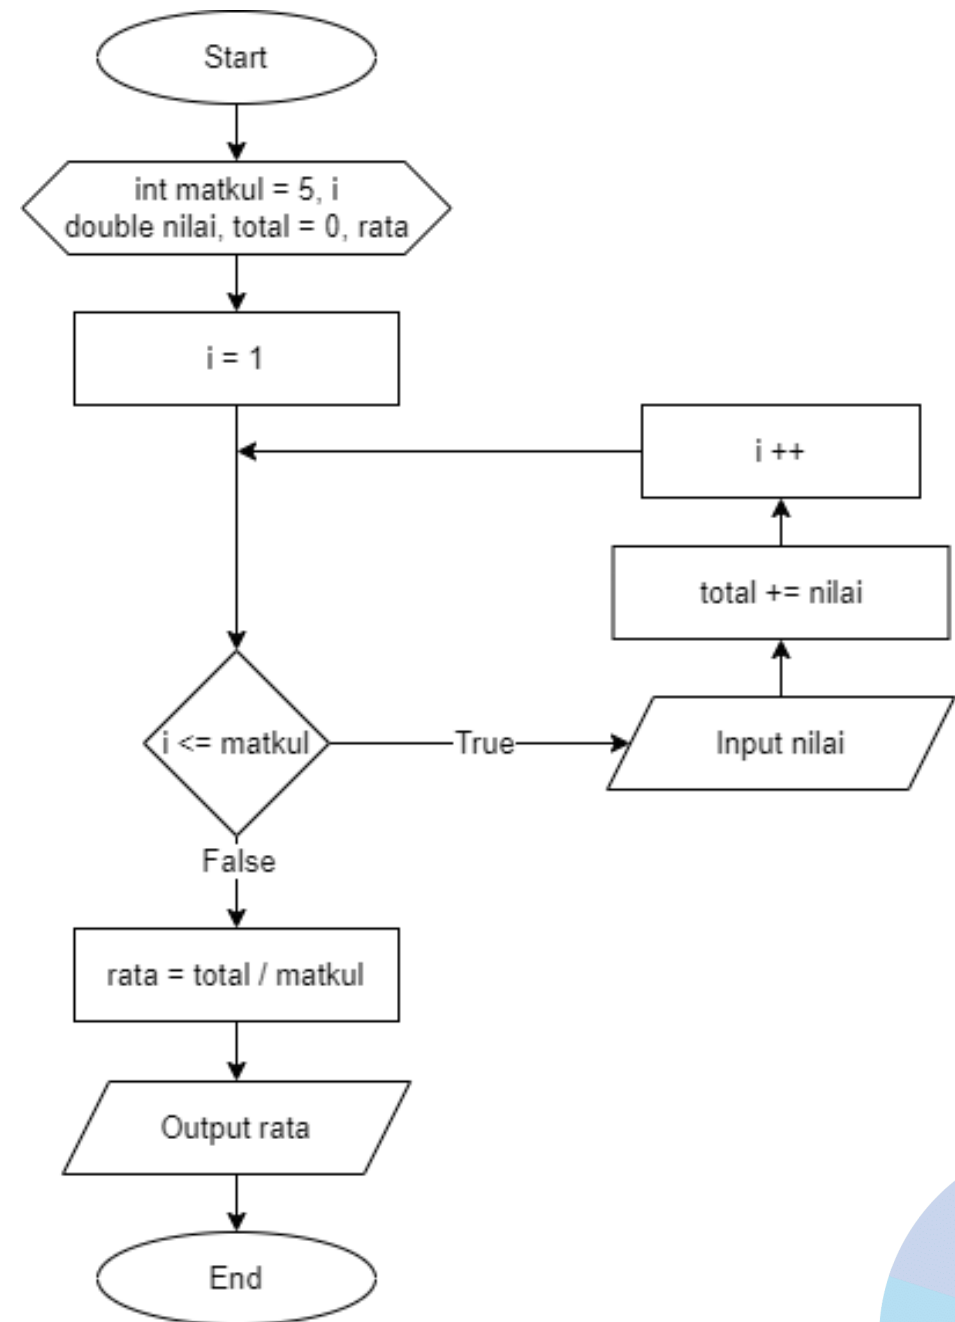 Start
int matkul = 5, i
double nilai, total = 0, rata
i = 1
i ++
total += nilai
i <= matkul
True
Input nilai
False
rata = total / matkul
Output rata
End